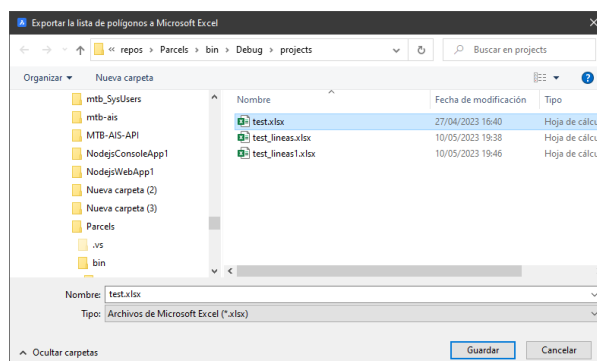 Exportar la lista de polígonos a Microsoft Excel
« repos › Parcels › bin › Debug › projects
Buscar en projects
Organizar
Nueva carpeta
mtb_SysUsers
mtb-ais
MTB-AIS-API
NodejsConsoleApp1
NodejsWebApp1
Nueva carpeta (2)
Nueva carpeta (3)
Parcels
.vs
bin
Nombre Fecha de modificación Tipo
test.xlsx 27/04/2023 16:40 Hoja de cálcu
test_lineas.xlsx 10/05/2023 19:38 Hoja de cálcu
test_lineas1.xlsx 10/05/2023 19:46 Hoja de cálcu
Nombre: test.xlsx
Tipo: Archivos de Microsoft Excel (*.xlsx)
Ocultar carpetas
Guardar
Cancelar